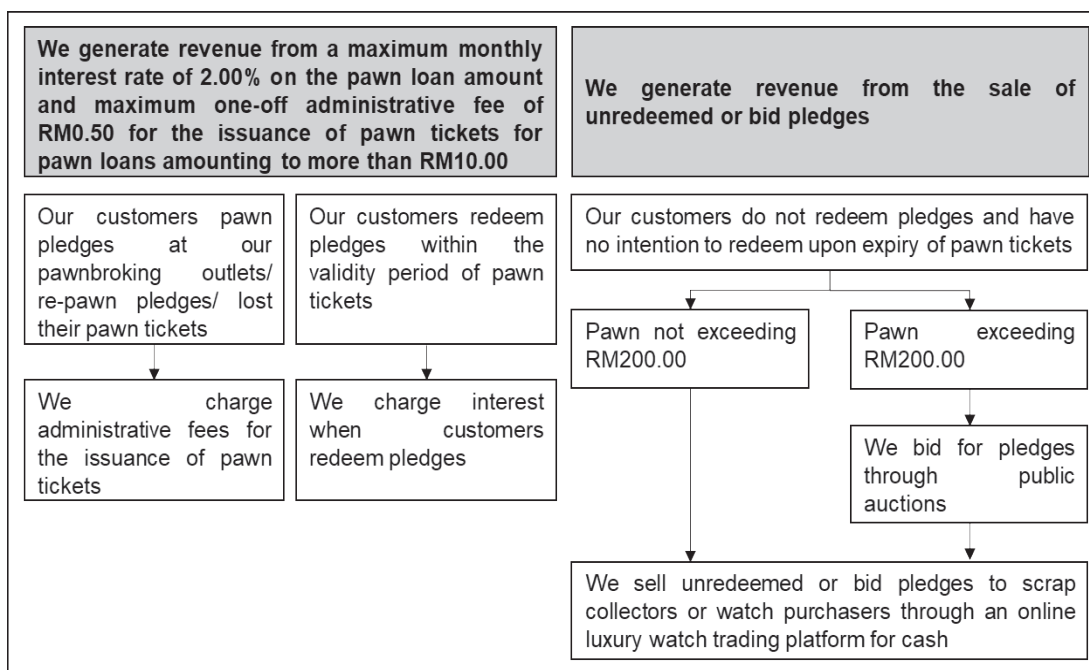 We generate revenue from a maximum monthly
interest rate of 2.00% on the pawn loan amount
and maximum one-off administrative fee of
RM0.50 for the issuance of pawn tickets for
pawn loans amounting to more than RM10.00
We generate revenue from the sale of
unredeemed or bid pledges
Our customers pawn
pledges at our
pawnbroking outlets/
re-pawn pledges/ lost
their pawn tickets
Our customers redeem
pledges within the
validity period of pawn
tickets
Our customers do not redeem pledges and have
no intention to redeem upon expiry of pawn tickets
Pawn not exceeding
RM200.00
Pawn exceeding
RM200.00
We charge
administrative fees for
the issuance of pawn
tickets
We charge interest
when customers
redeem pledges
We bid for pledges
through public
auctions
We sell unredeemed or bid pledges to scrap
collectors or watch purchasers through an online
luxury watch trading platform for cash